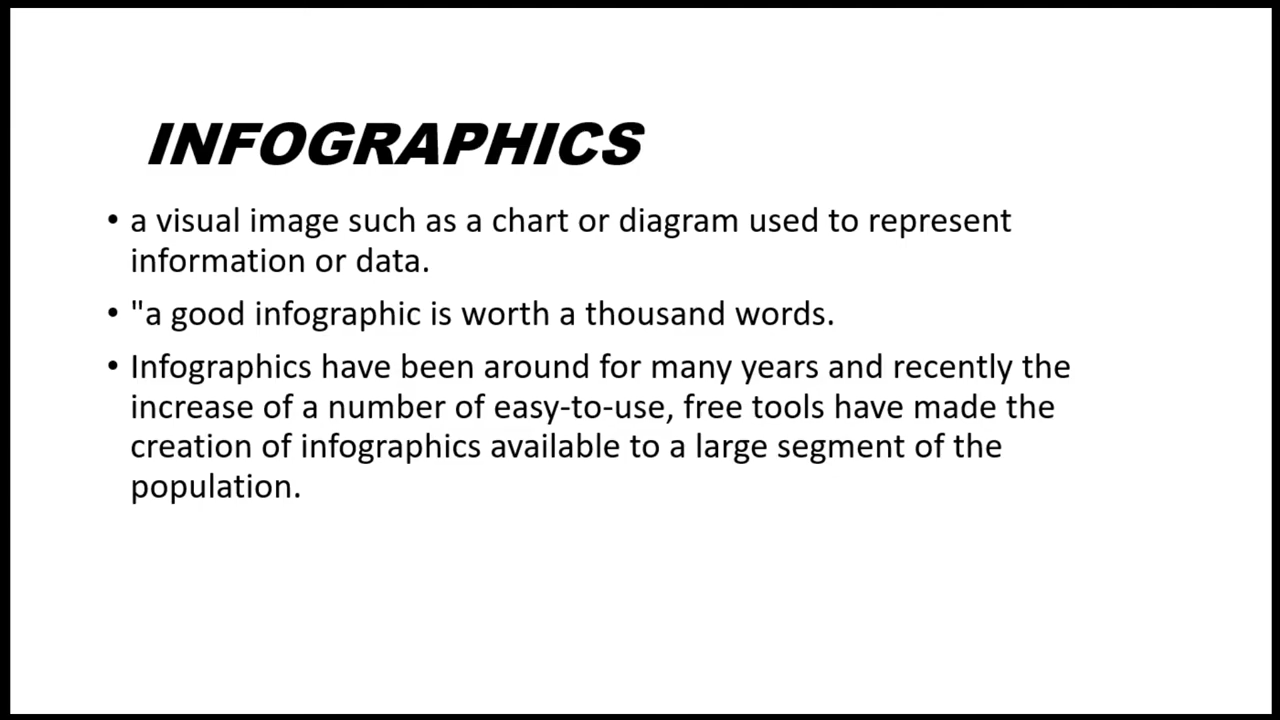 INFOGRAPHICS
• a visual image such as a chart or diagram used to represent
information or data.
• "a good infographic is worth a thousand words.
• Infographics have been around for many years and recently the
increase of a number of easy-to-use, free tools have made the
creation of infographics available to a large segment of the
population.